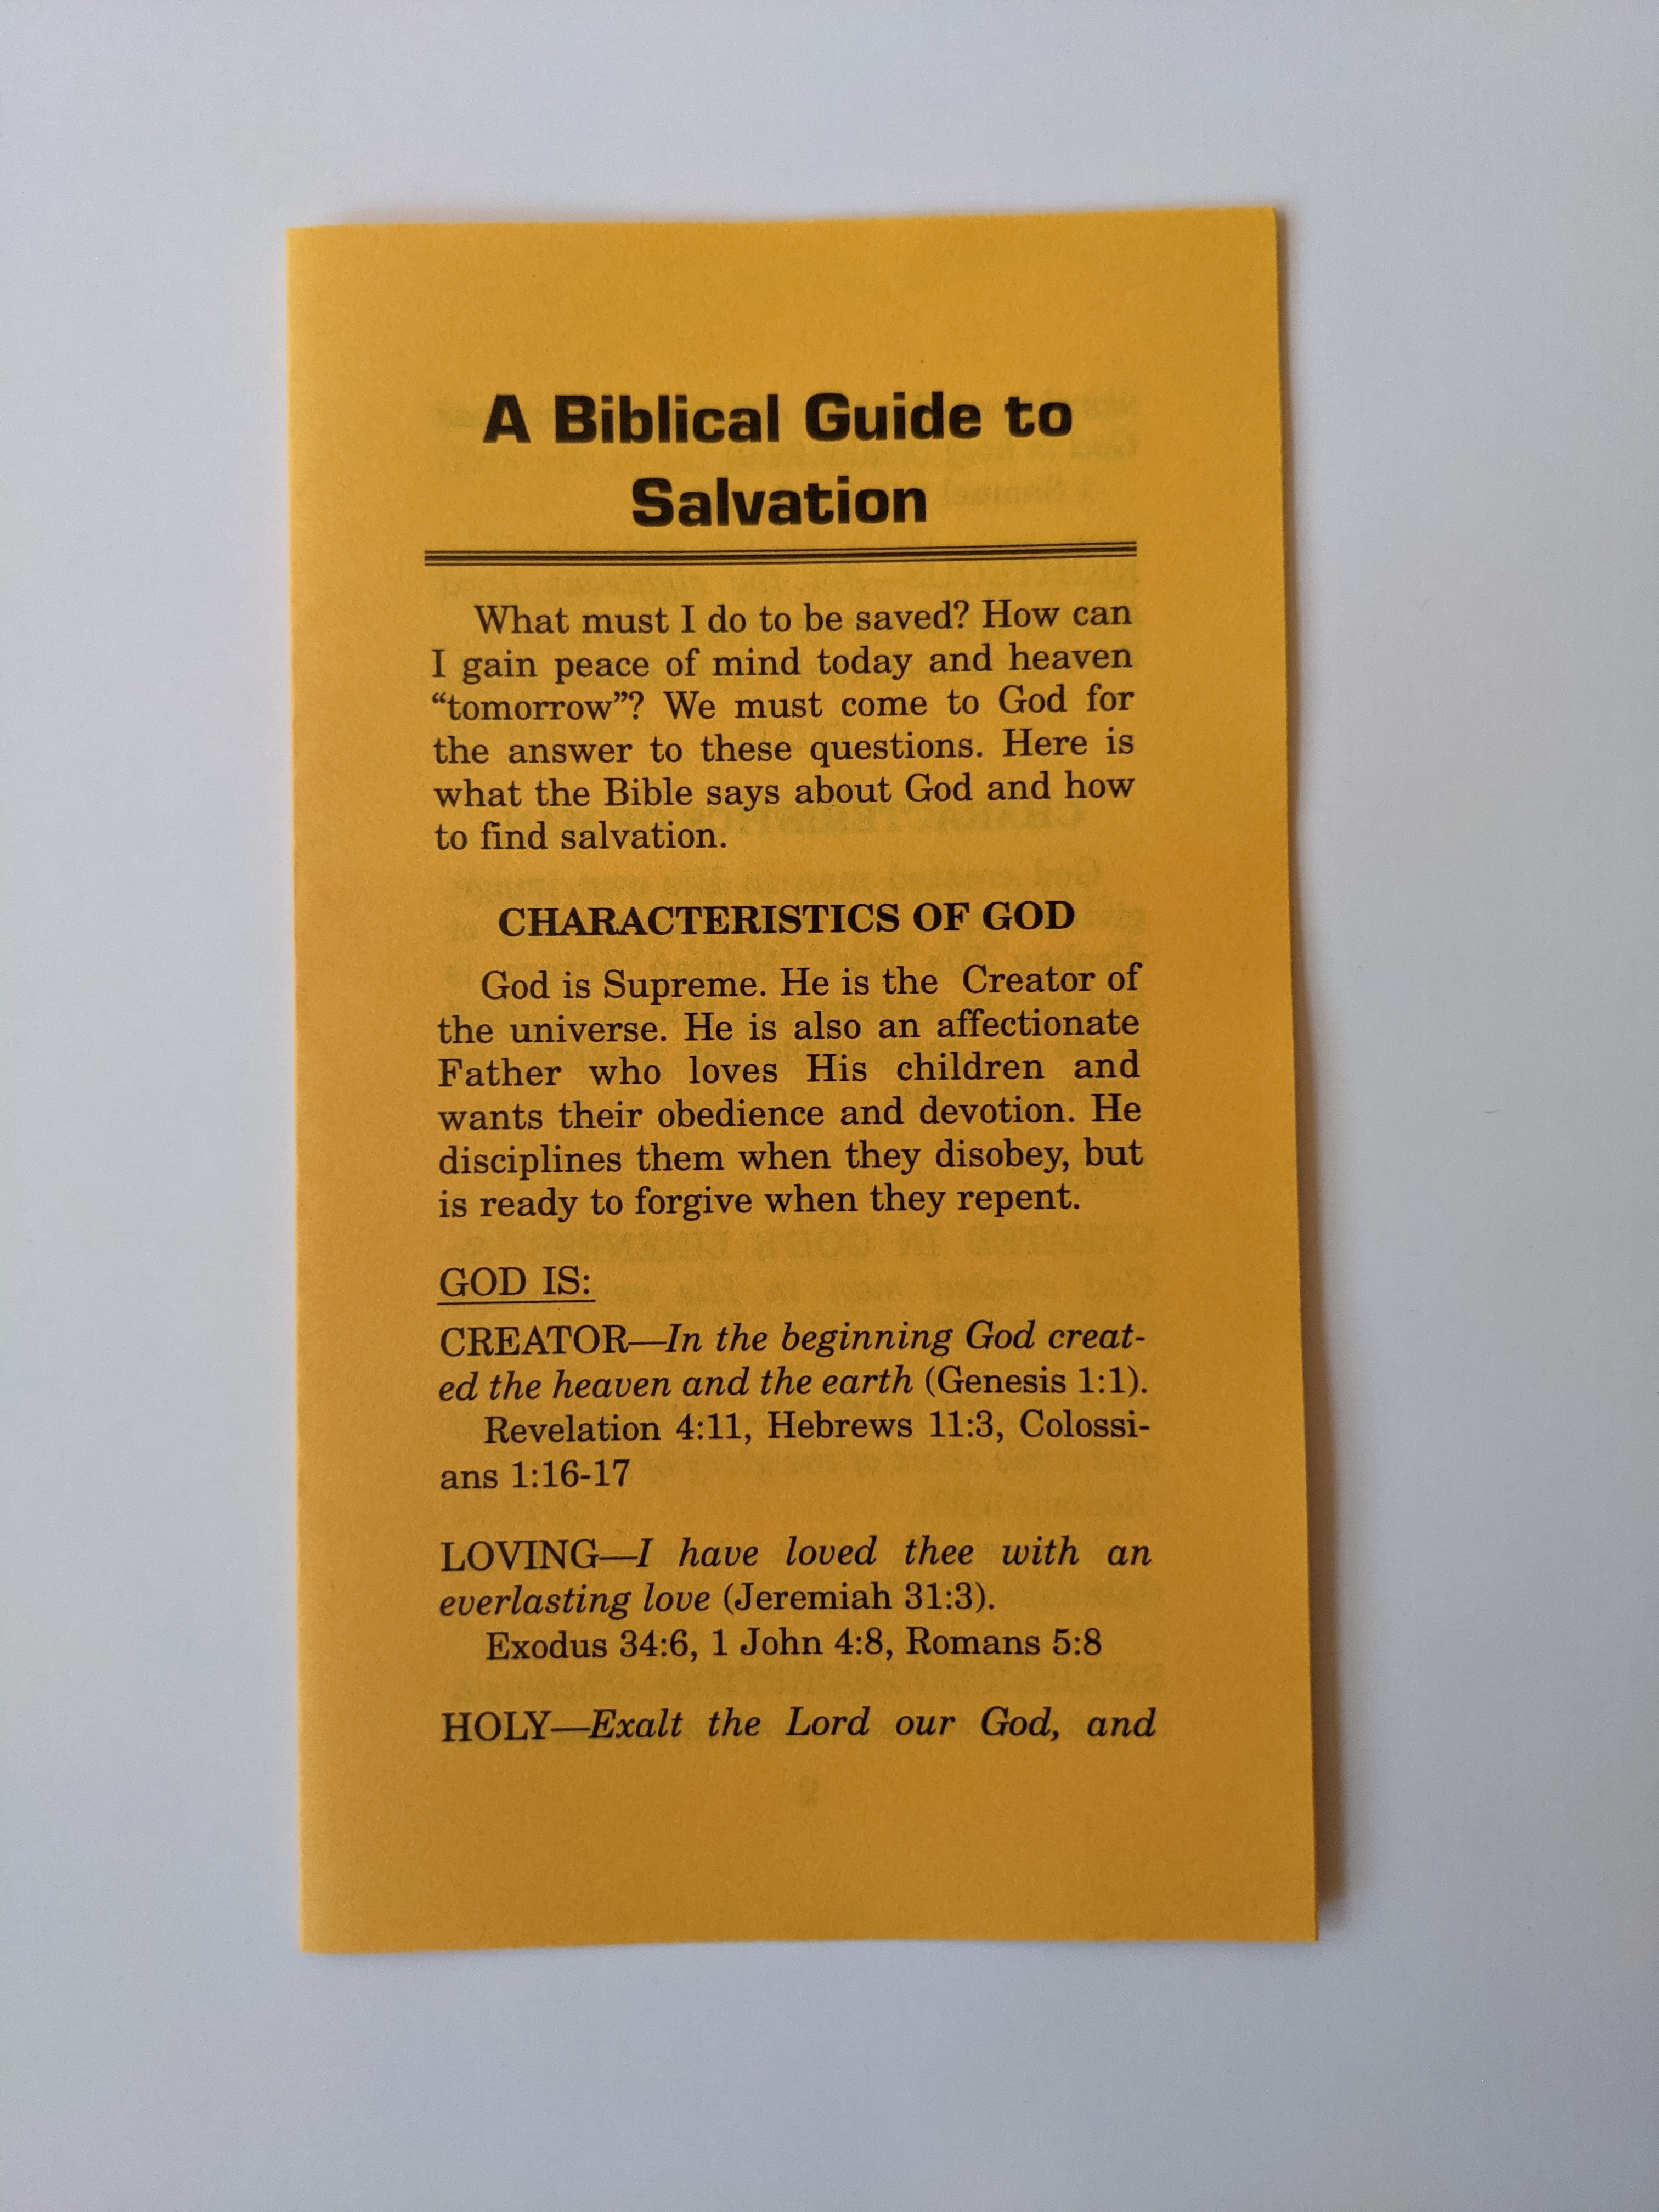 A Biblical Guide to
Salvation
What must I do to be saved? How can
I gain peace of mind today and heaven
“tomorrow”? We must come to God for
the answer to these questions. Here is
what the Bible says about God and how
to find salvation.
CHARACTERISTICS OF GOD
God is Supreme. He is the Creator of
the universe. He is also an affectionate
Father who loves His children and
wants their obedience and devotion. He
disciplines them when they disobey, but
is ready to forgive when they repent.
GOD IS:
CREATOR—In the beginning God creat-
ed the heaven and the earth (Genesis 1:1).
Revelation 4:11, Hebrews 11:3, Colossi-
ans 1:16-17
LOVING—I have loved thee with an
everlasting love (Jeremiah 31:3).
Exodus 34:6, 1 John 4:8, Romans 5:8
HOLY—Exalt the Lord our God, and